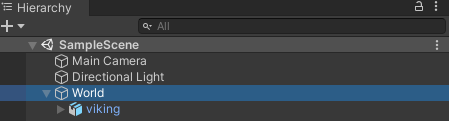 Hierarchy
All
SampleScene
Main Camera
Directional Light
World
viking